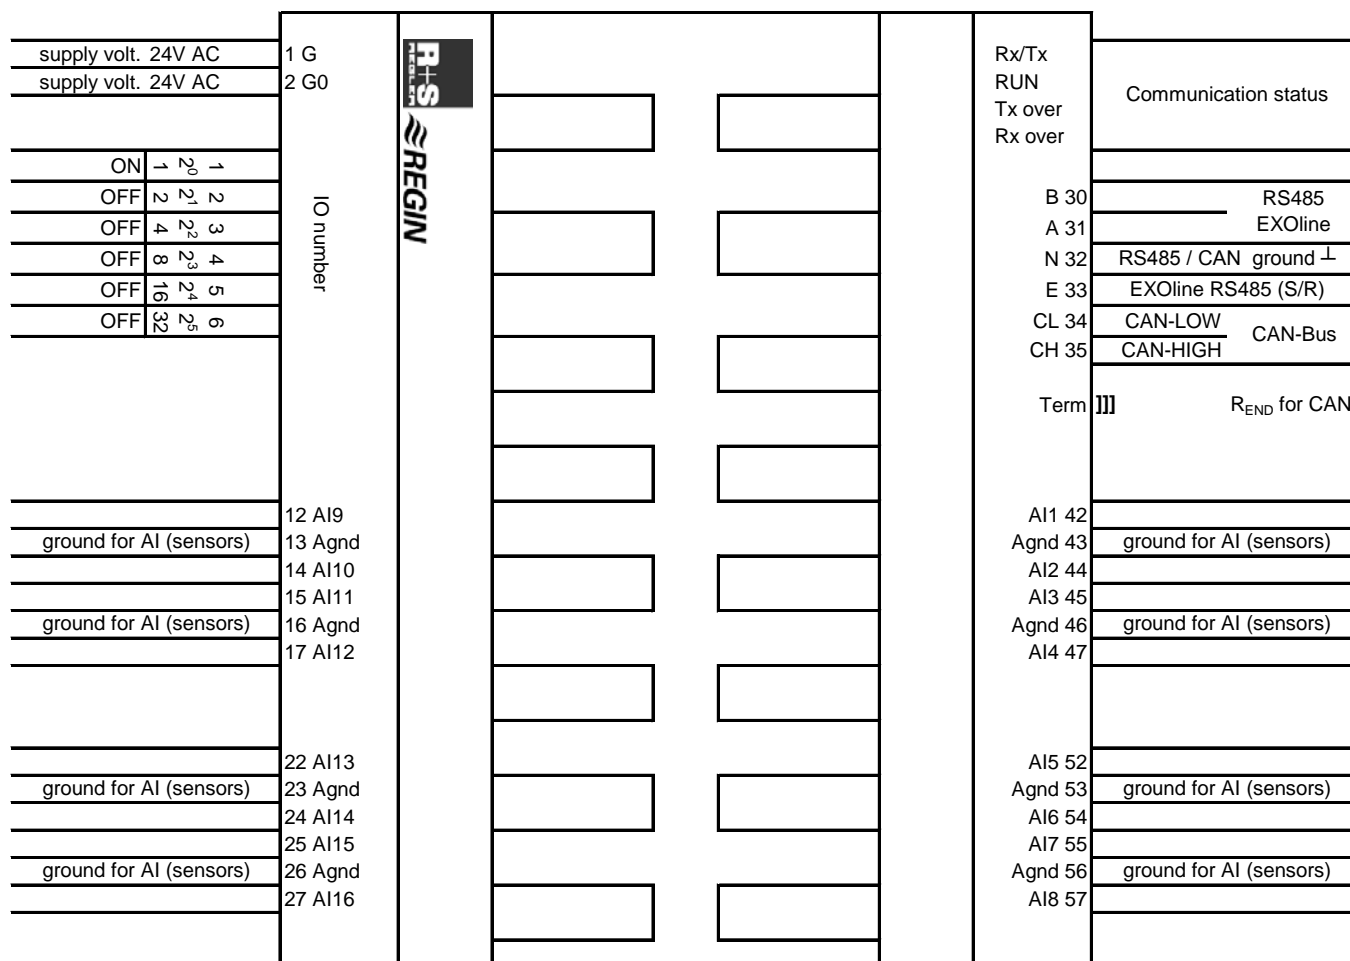 supply volt. 24V AC 1 G
supply volt. 24V AC 2 G0
R+S
REGLER
REGIN
ON 1 2⁰ 1
OFF 2 2¹ 2
OFF 4 2² 3
OFF 8 2³ 4
OFF 16 2⁴ 5
OFF 32 2⁵ 6
IO number
12 AI9
ground for AI (sensors) 13 Agnd
14 AI10
15 AI11
ground for AI (sensors) 16 Agnd
17 AI12
22 AI13
ground for AI (sensors) 23 Agnd
24 AI14
25 AI15
ground for AI (sensors) 26 Agnd
27 AI16
Rx/Tx
RUN
Tx over
Rx over
Communication status
B 30 RS485
A 31 EXOline
N 32 RS485 / CAN ground ⊥
E 33 EXOline RS485 (S/R)
CL 34 CAN-LOW
CAN-Bus
CH 35 CAN-HIGH
Term ]]] R_END for CAN
AI1 42
Agnd 43 ground for AI (sensors)
AI2 44
AI3 45
Agnd 46 ground for AI (sensors)
AI4 47
AI5 52
Agnd 53 ground for AI (sensors)
AI6 54
AI7 55
Agnd 56 ground for AI (sensors)
AI8 57